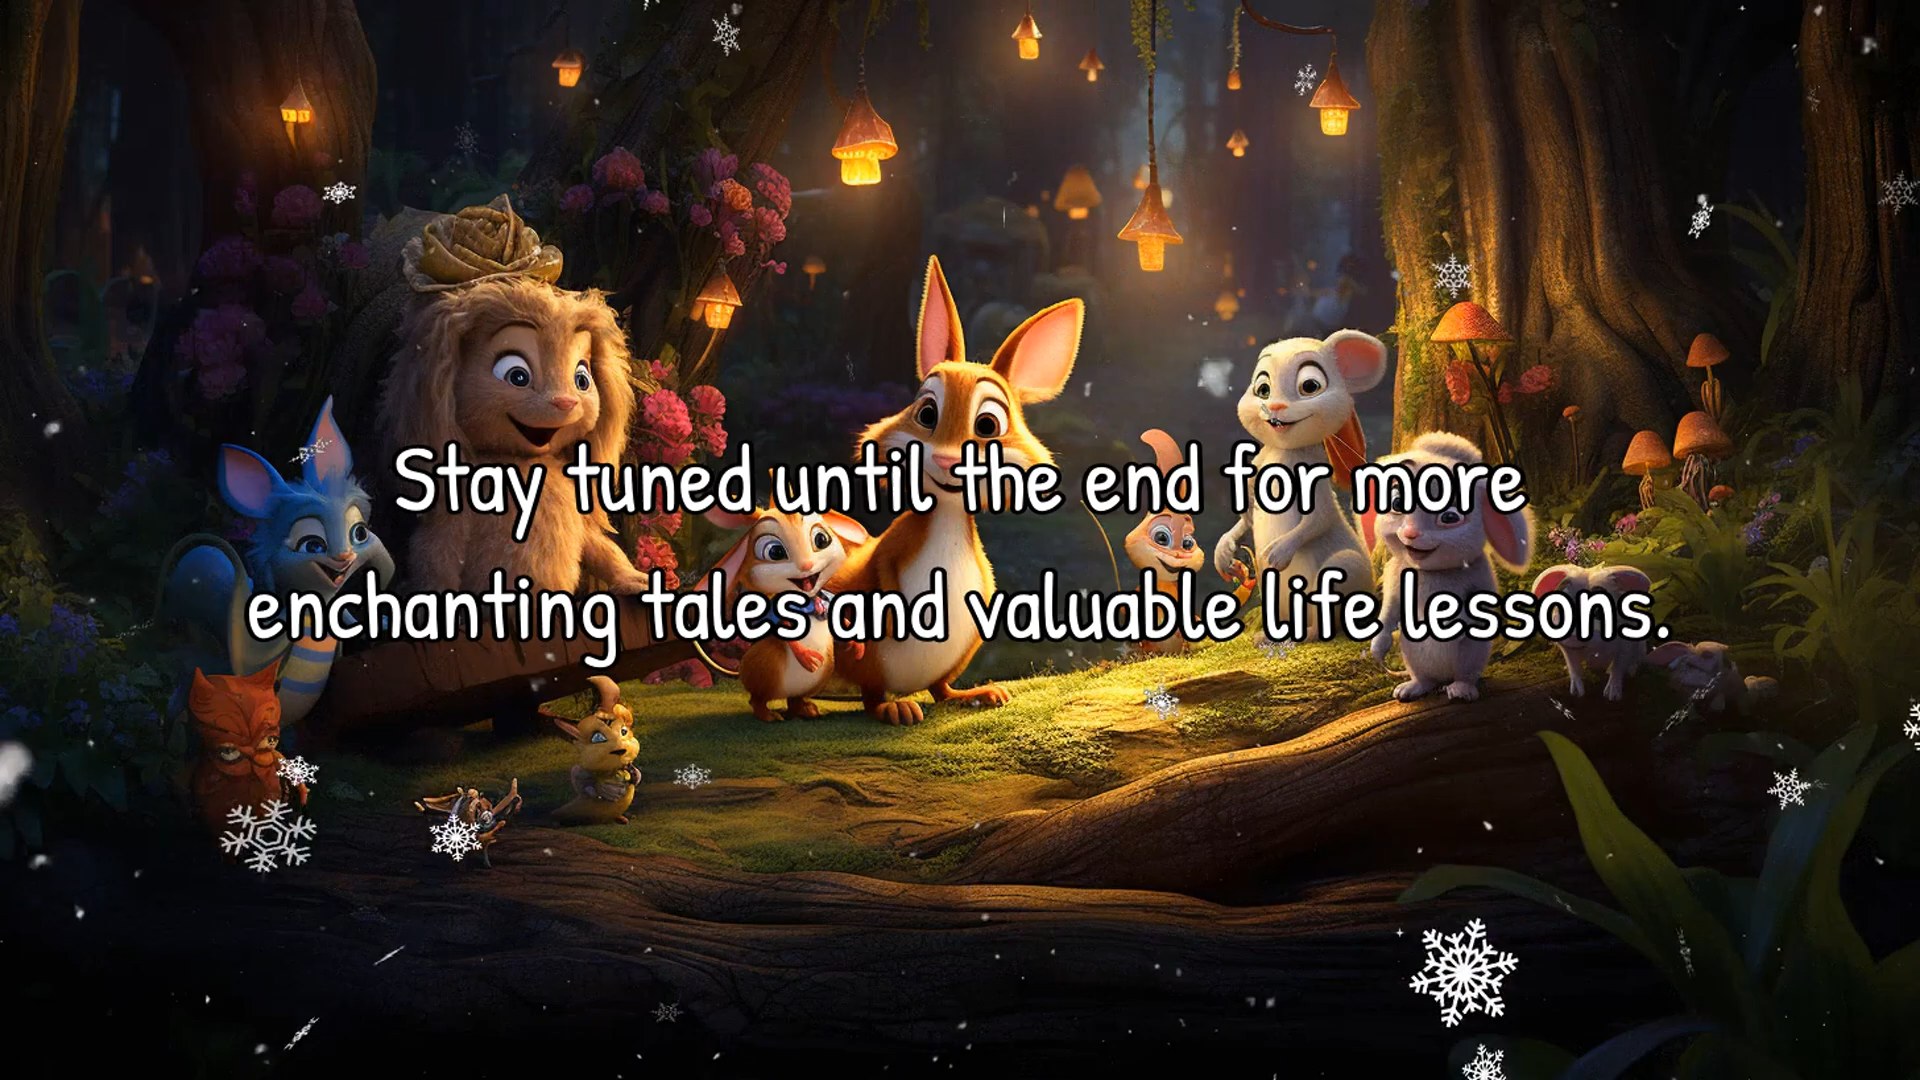 Stay tuned until the end for more
enchanting tales and valuable life lessons.